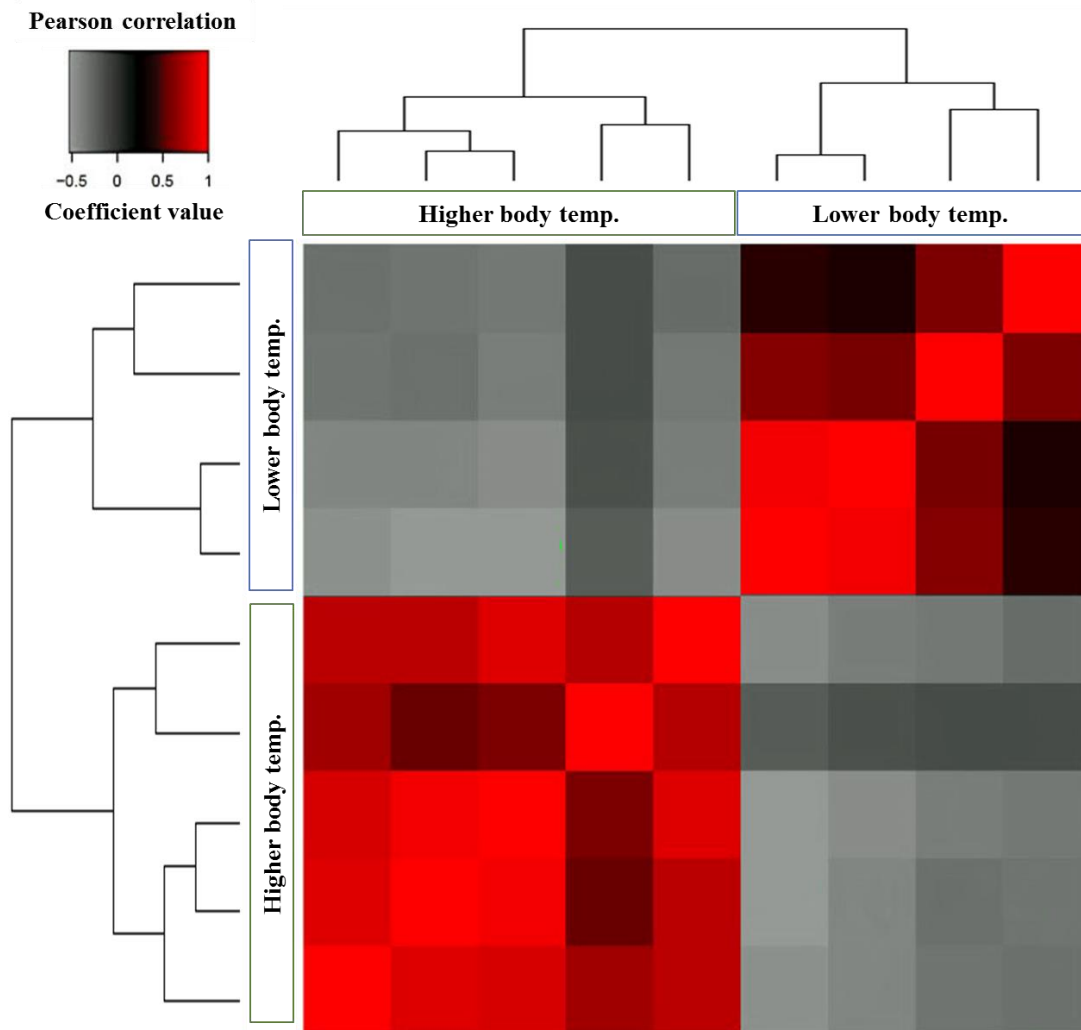 Pearson correlation
−0.5 0 0.5 1
Coefficient value
Higher body temp.
Lower body temp.
Lower body temp.
Higher body temp.